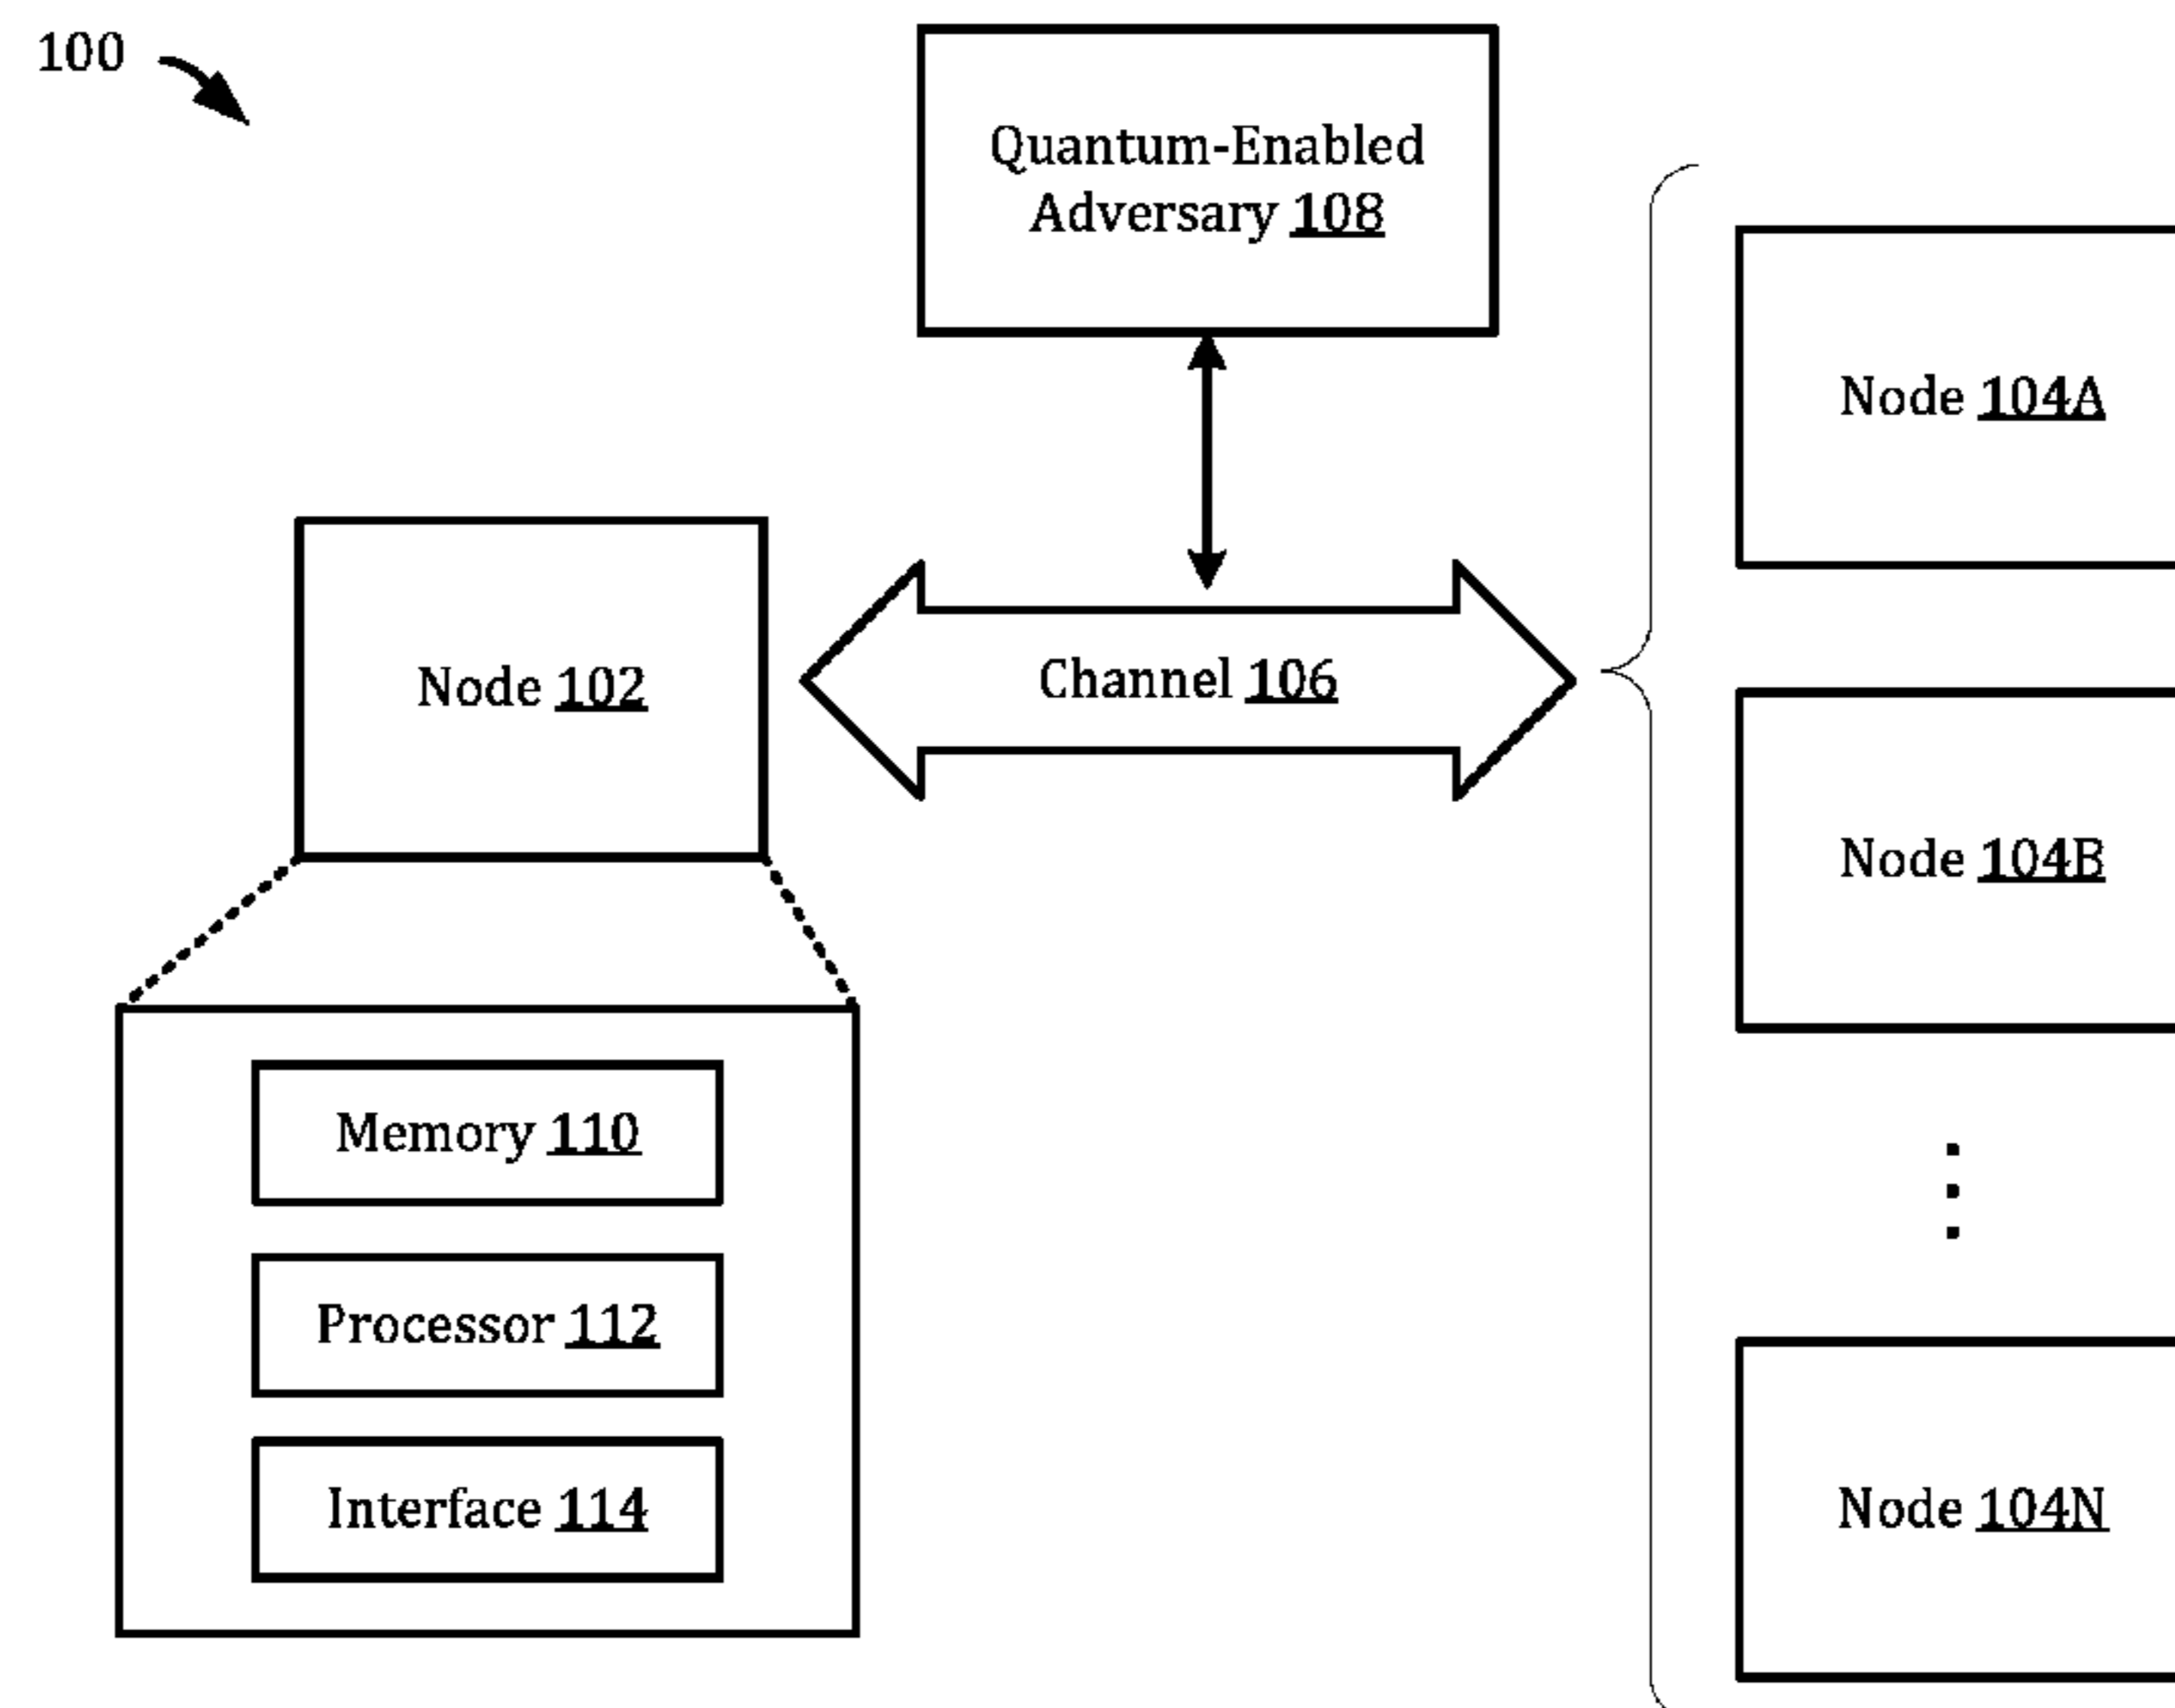 100
Quantum-Enabled
Adversary 108
Node 104A
Node 102
Channel 106
Node 104B
Memory 110
Processor 112
Interface 114
Node 104N